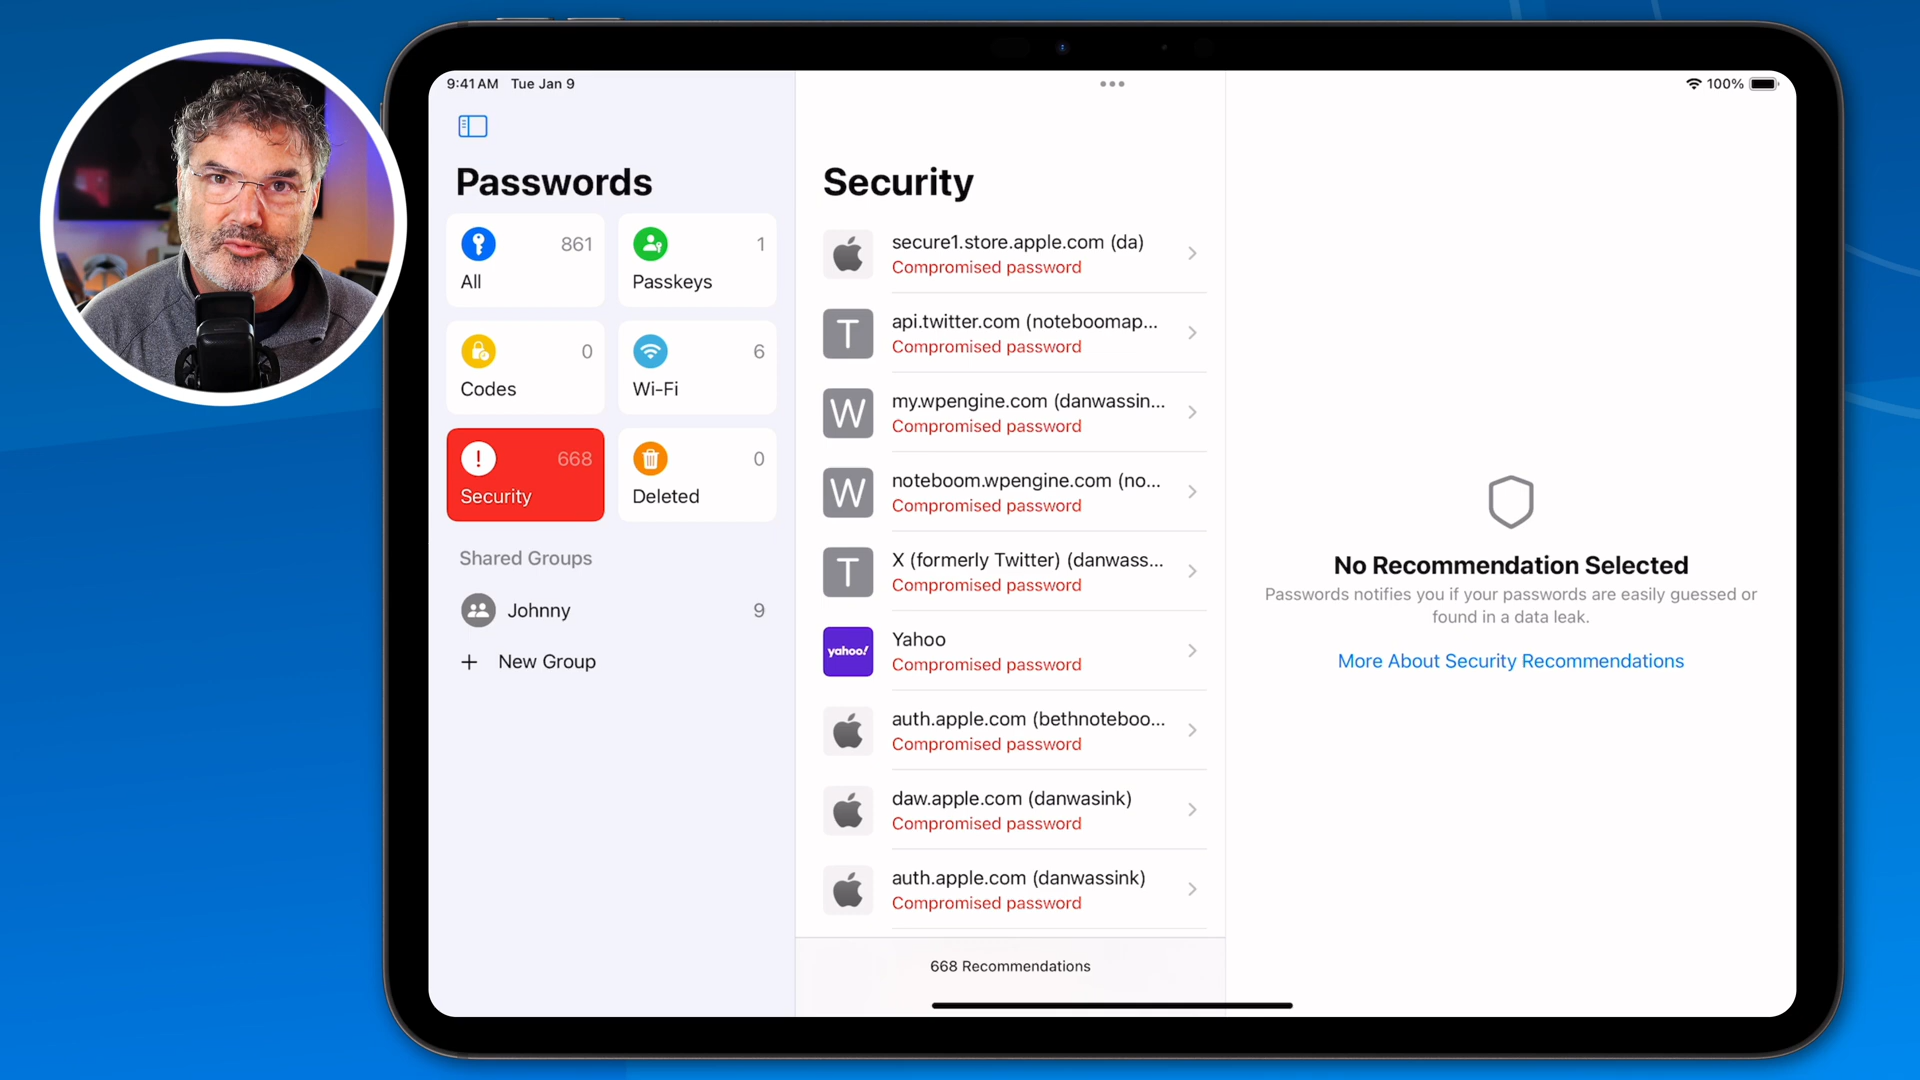 9:41 AM Tue Jan 9
100%
Passwords
861
All
1
Passkeys
0
Codes
6
Wi-Fi
668
Security
0
Deleted
Shared Groups
Johnny 9
New Group
Security
secure1.store.apple.com (da)
Compromised password
T
api.twitter.com (noteboomap...
Compromised password
W
my.wpengine.com (danwassin...
Compromised password
W
noteboom.wpengine.com (no...
Compromised password
T
X (formerly Twitter) (danwass...
Compromised password
yahoo!
Yahoo
Compromised password
auth.apple.com (bethnoteboo...
Compromised password
daw.apple.com (danwasink)
Compromised password
auth.apple.com (danwassink)
Compromised password
668 Recommendations
No Recommendation Selected
Passwords notifies you if your passwords are easily guessed or
found in a data leak.
More About Security Recommendations